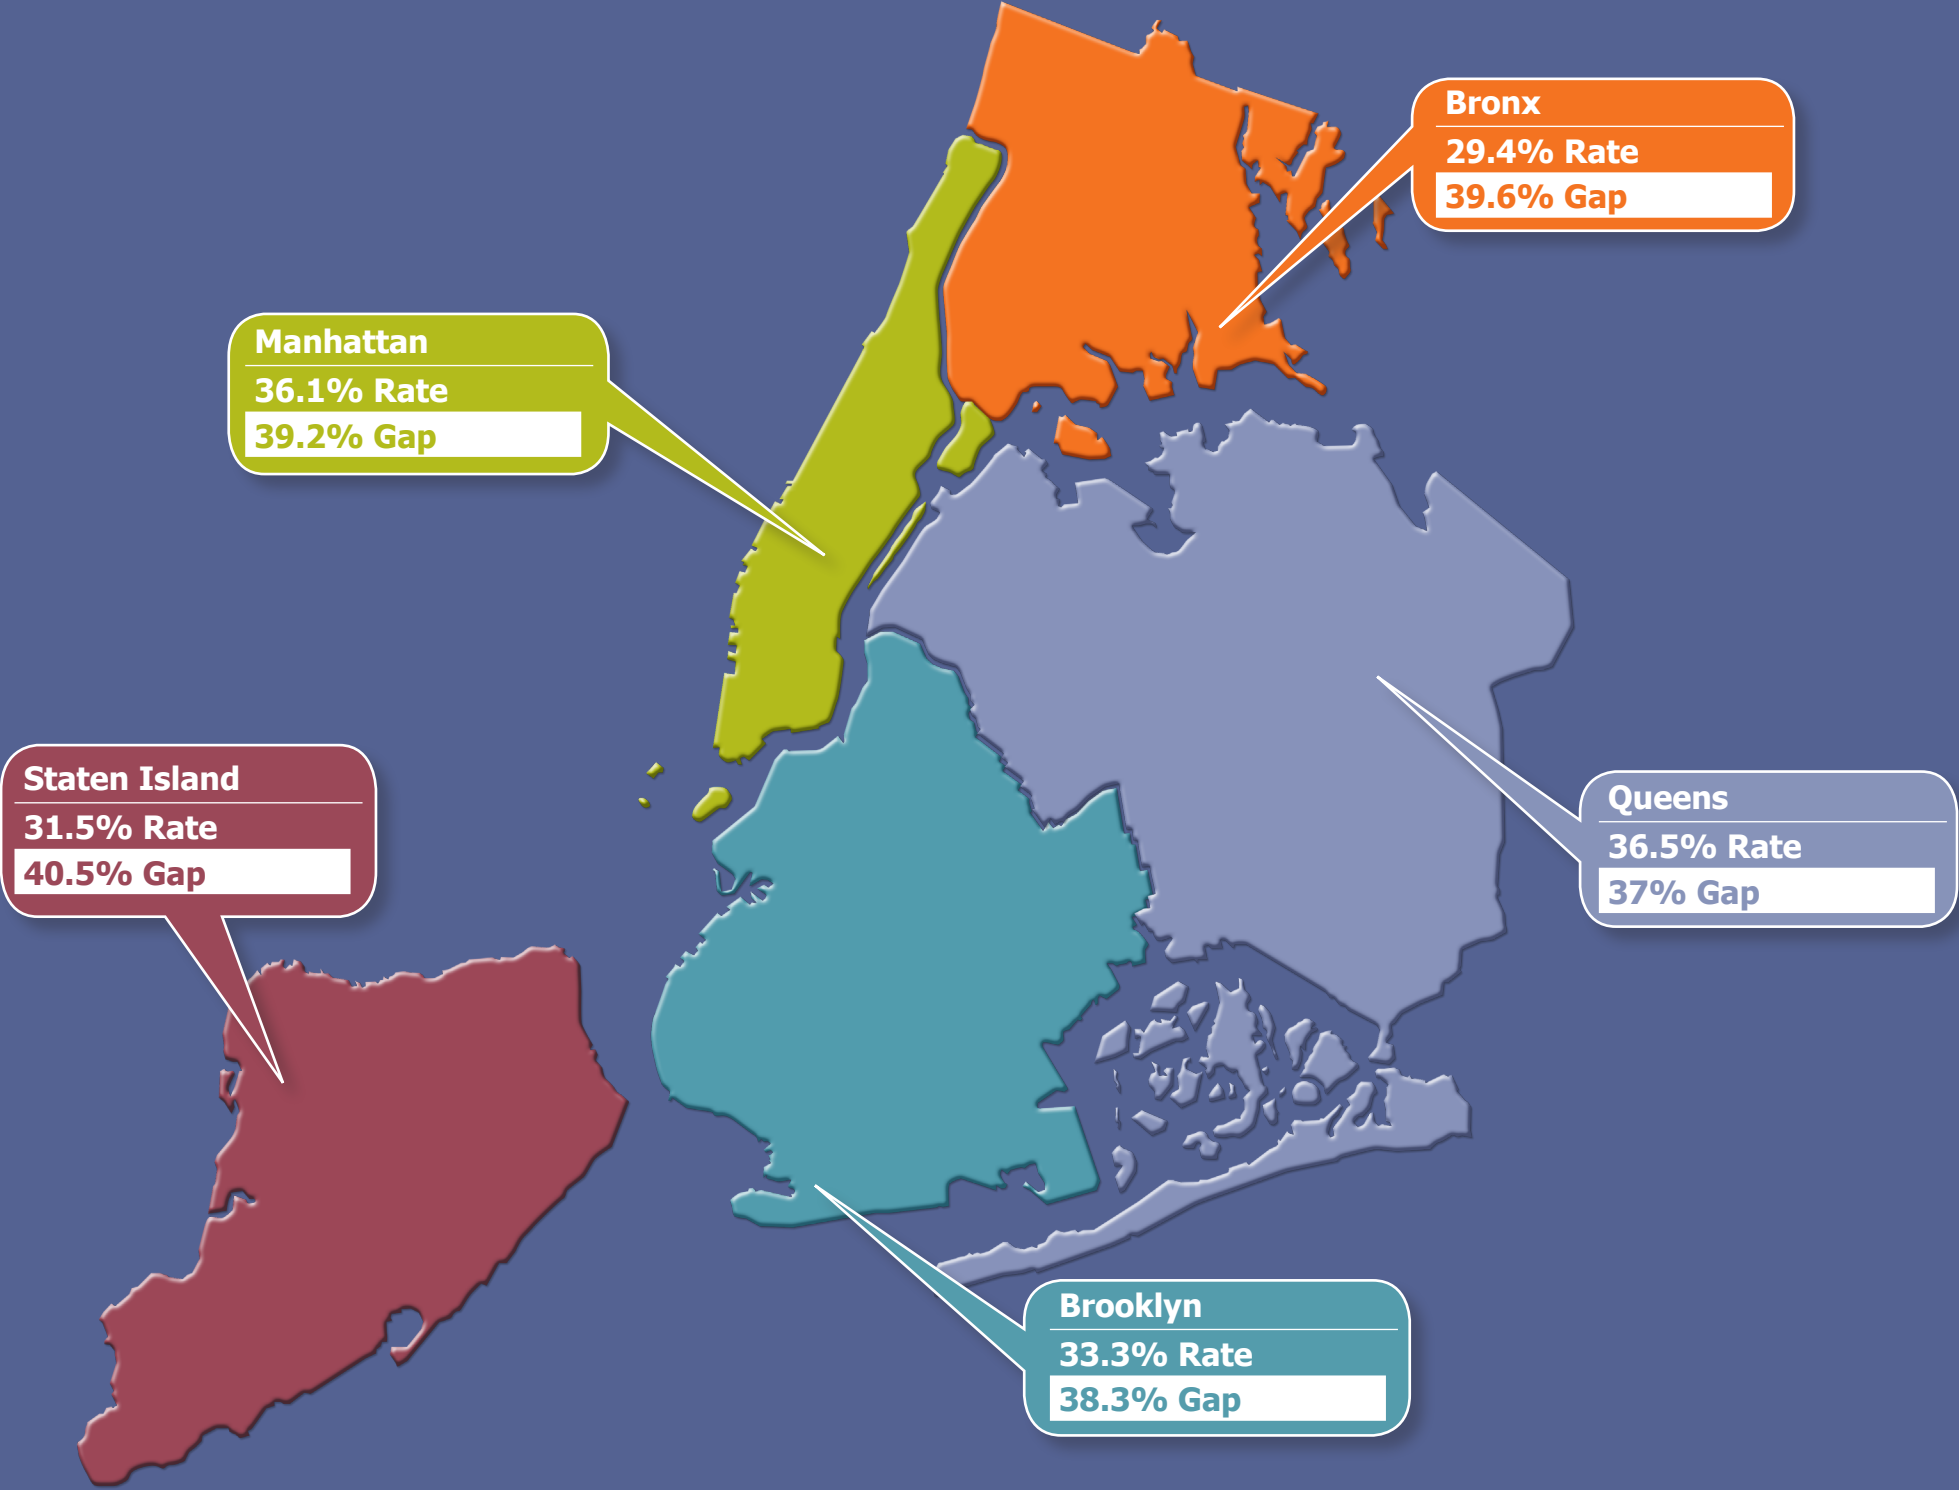 Bronx
29.4% Rate
39.6% Gap
Manhattan
36.1% Rate
39.2% Gap
Staten Island
31.5% Rate
40.5% Gap
Queens
36.5% Rate
37% Gap
Brooklyn
33.3% Rate
38.3% Gap